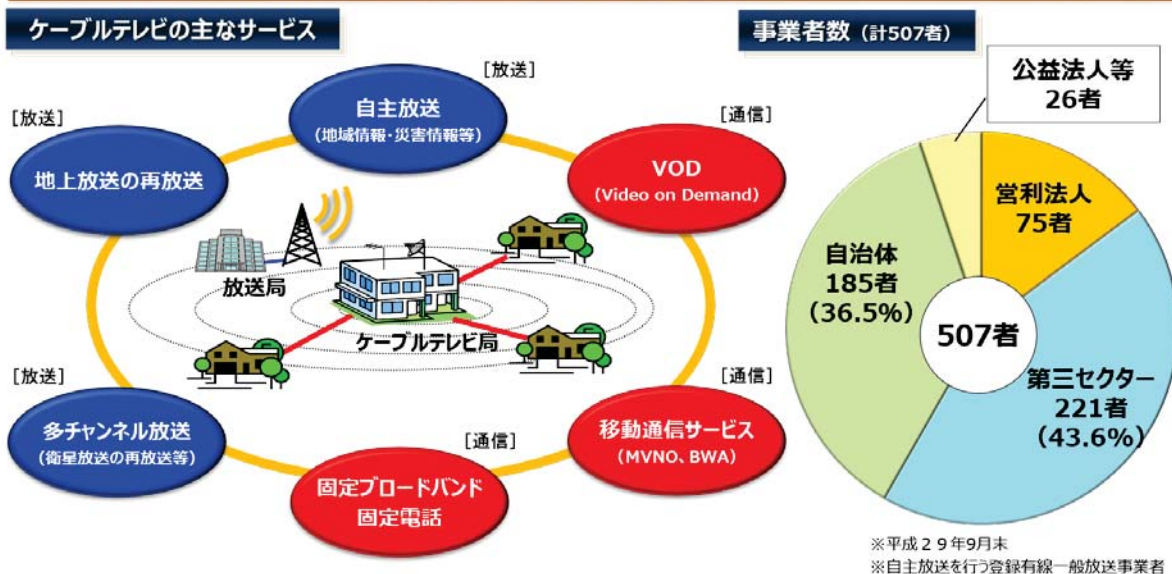 ケーブルテレビの主なサービス
[放送]
自主放送
(地域情報・災害情報等)
[放送]
地上放送の再放送
[通信]
VOD
(Video on Demand)
放送局
ケーブルテレビ局
[放送]
多チャンネル放送
(衛星放送の再放送等)
[通信]
固定ブロードバンド
固定電話
[通信]
移動通信サービス
(MVNO、BWA)
事業者数 (計507者)
公益法人等
26者
営利法人
75者
自治体
185者
(36.5%)
507者
第三セクター
221者
(43.6%)
※平成29年9月末
※自主放送を行う登録有線一般放送事業者